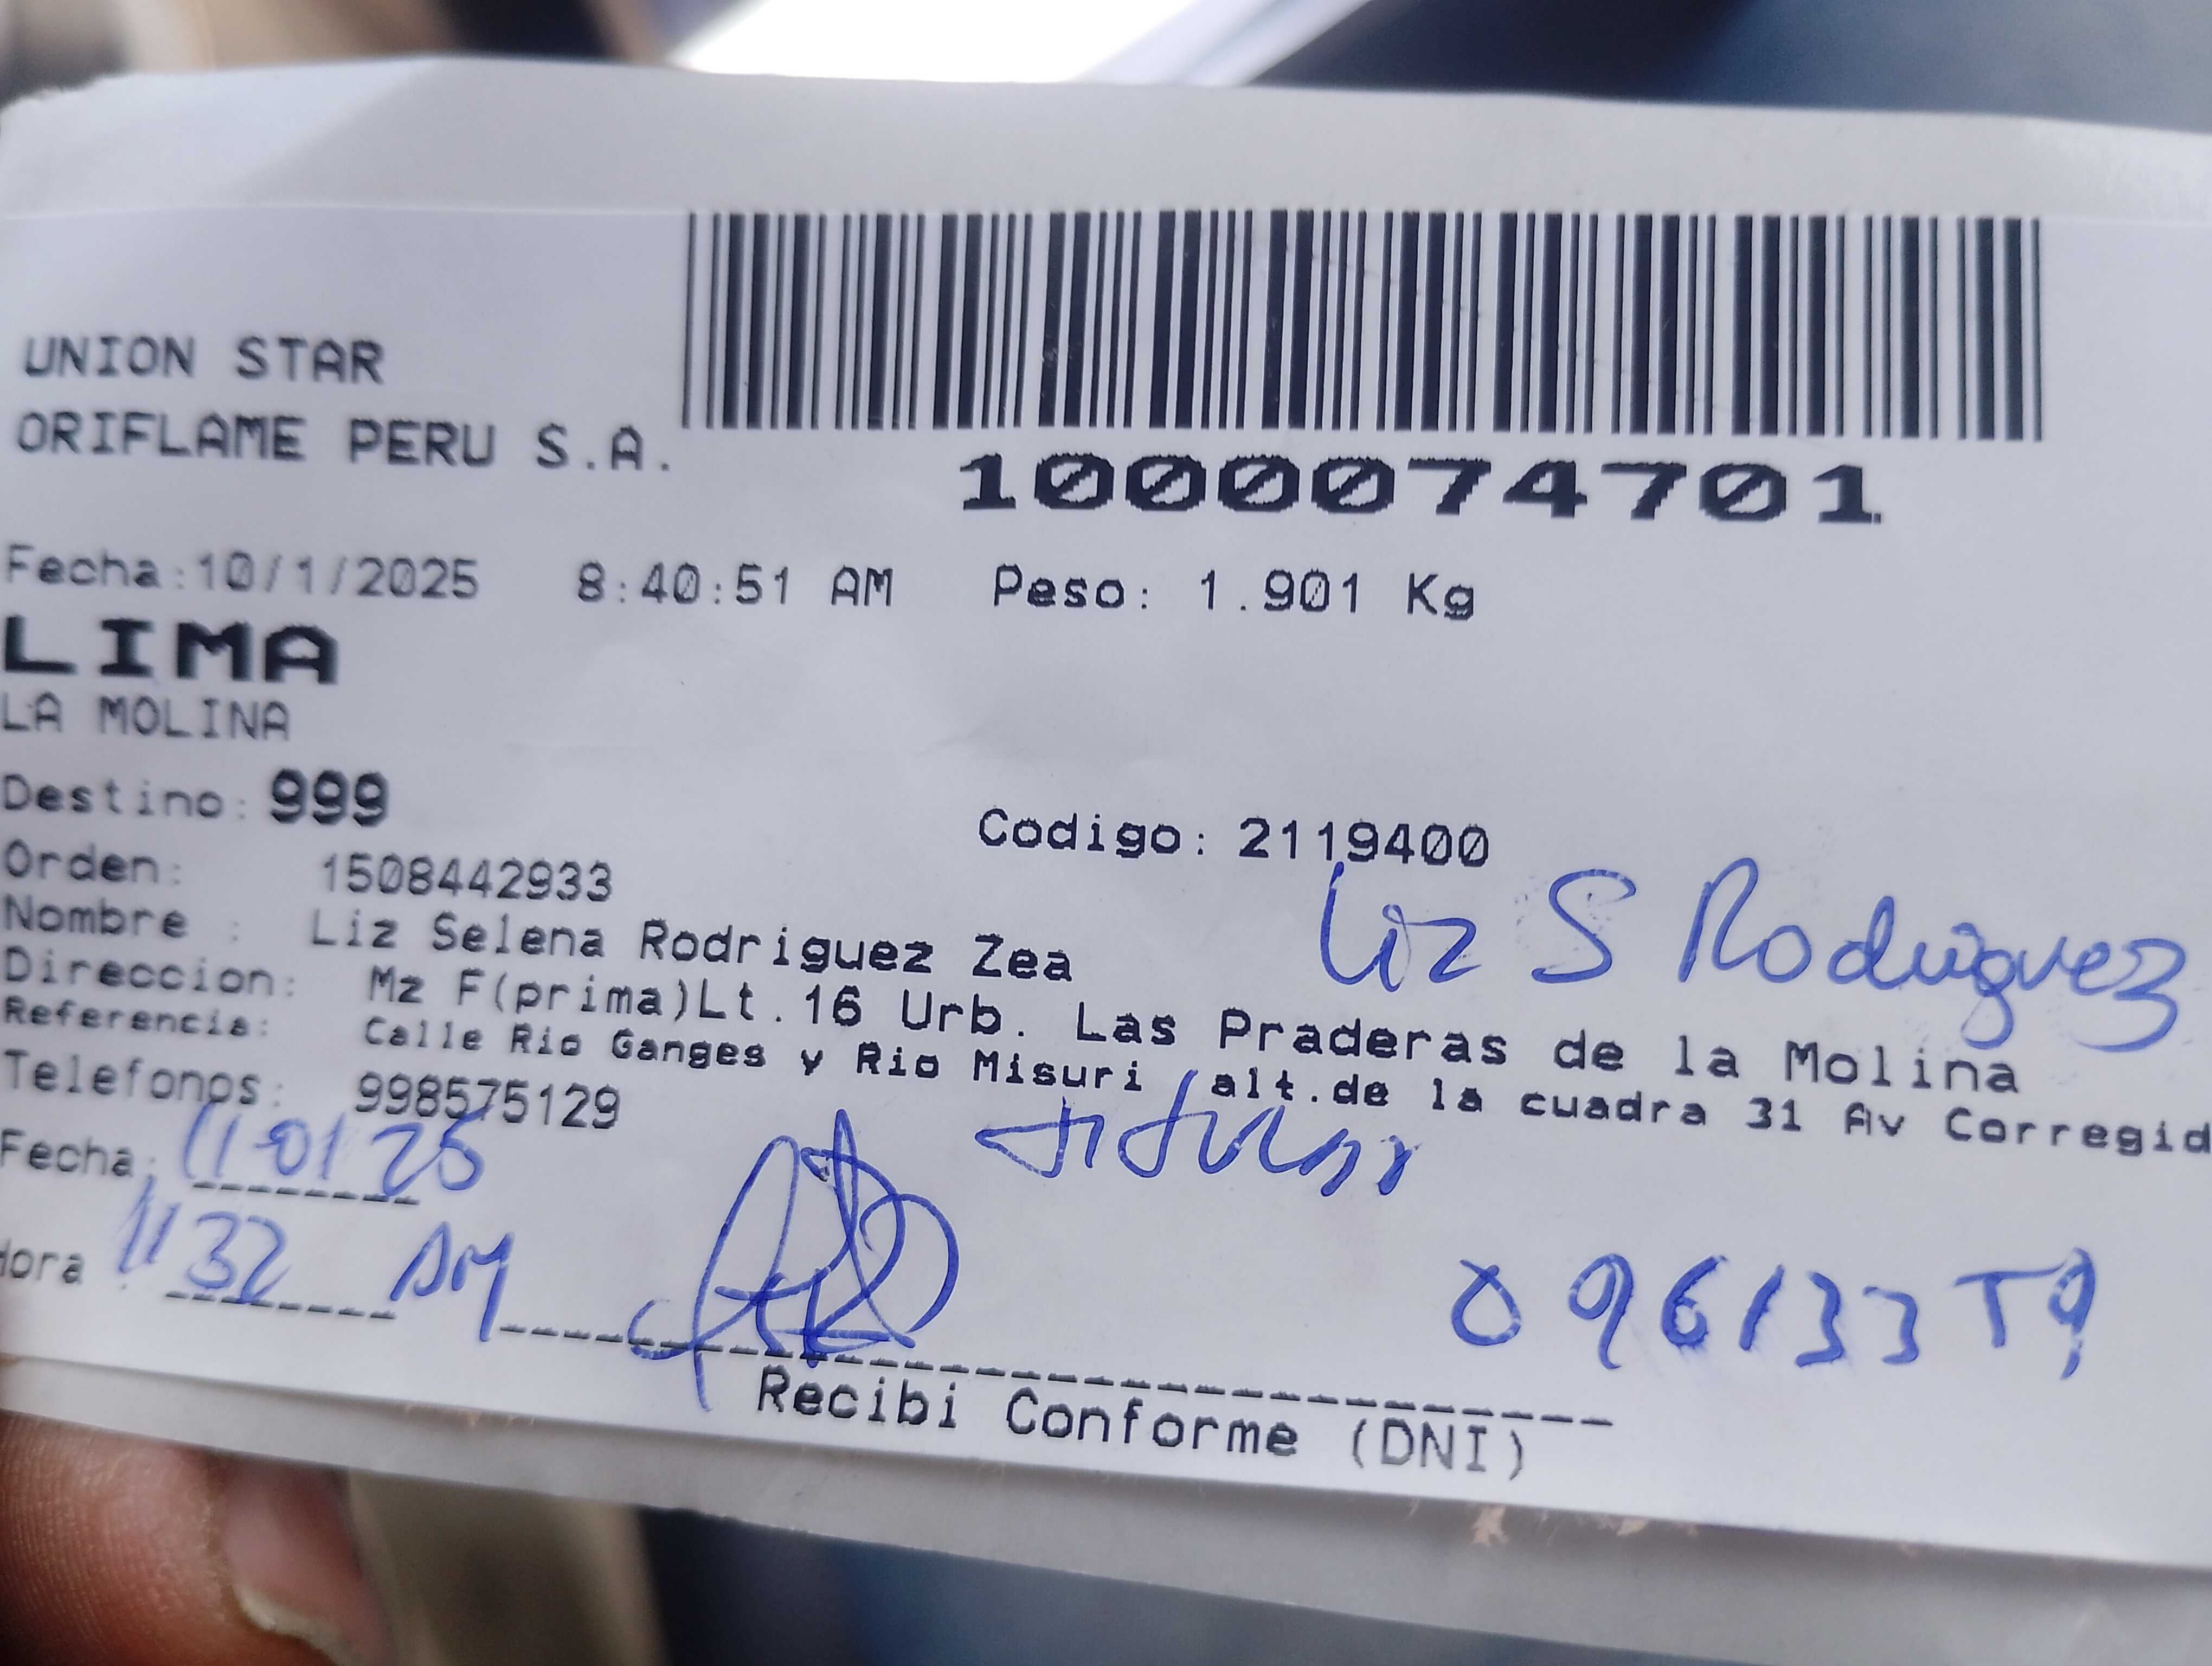 UNION STAR
ORIFLAME PERU S.A.
1000074701
Fecha:10/1/2025 8:40:51 AM Peso: 1.901 Kg
LIMA
LA MOLINA
Destino: 999
Codigo: 2119400
Orden: 1508442933
Nombre : Liz Selena Rodriguez Zea
Liz S Rodriguez
Direccion: Mz F(prima)Lt.16 Urb. Las Praderas de la Molina
Referencia: Calle Rio Ganges y Rio Misuri alt.de la cuadra 31 Av Corregid
Telefonos: 998575129
titular
Fecha: 11-01 25
Hora : 11 32 AM
Recibi Conforme (DNI)